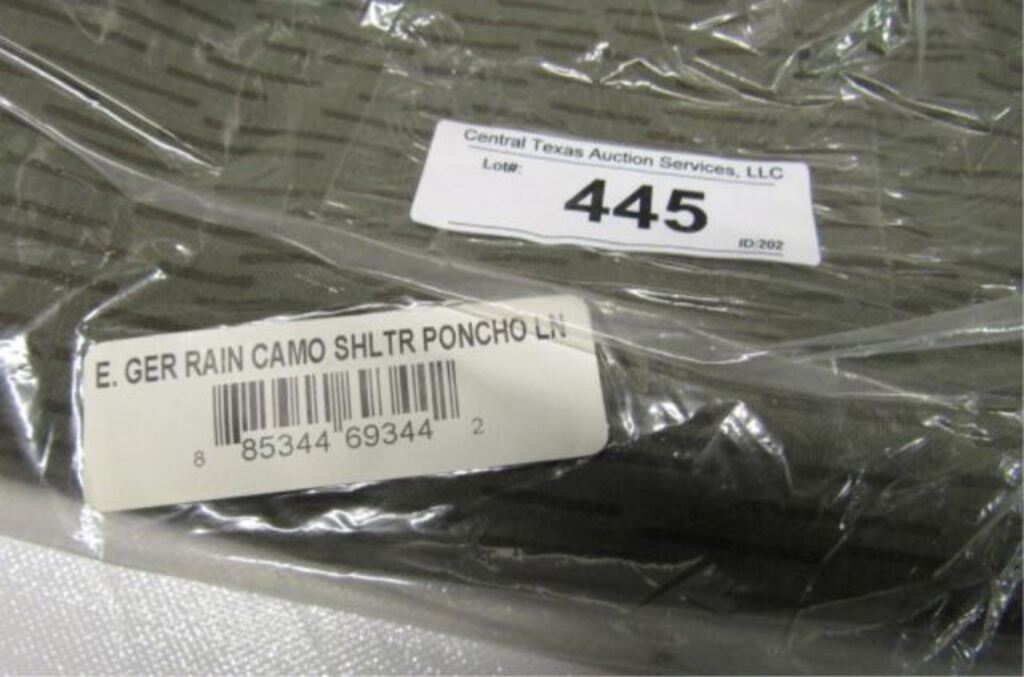 Central Texas Auction Services, LLC
Lot#:
445
ID:202
E. GER RAIN CAMO SHLTR PONCHO LN
8 85344 69344 2